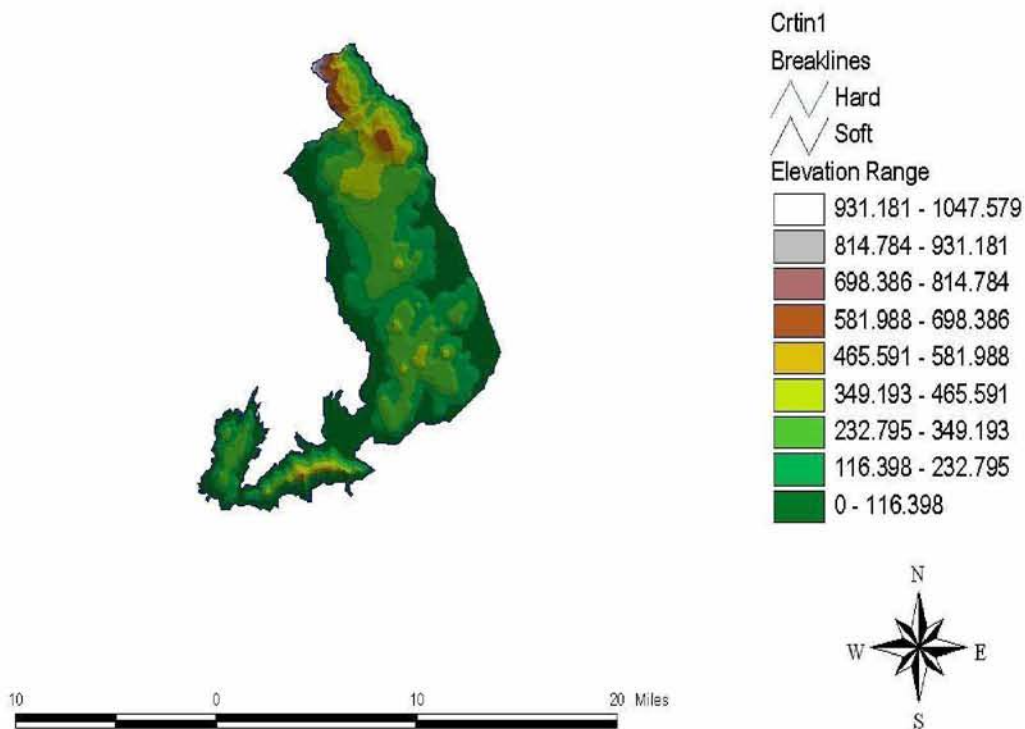 Crtin1
Breaklines
Hard
Soft
Elevation Range
931.181 - 1047.579
814.784 - 931.181
698.386 - 814.784
581.988 - 698.386
465.591 - 581.988
349.193 - 465.591
232.795 - 349.193
116.398 - 232.795
0 - 116.398
N
W E
S
10 0 10 20 Miles